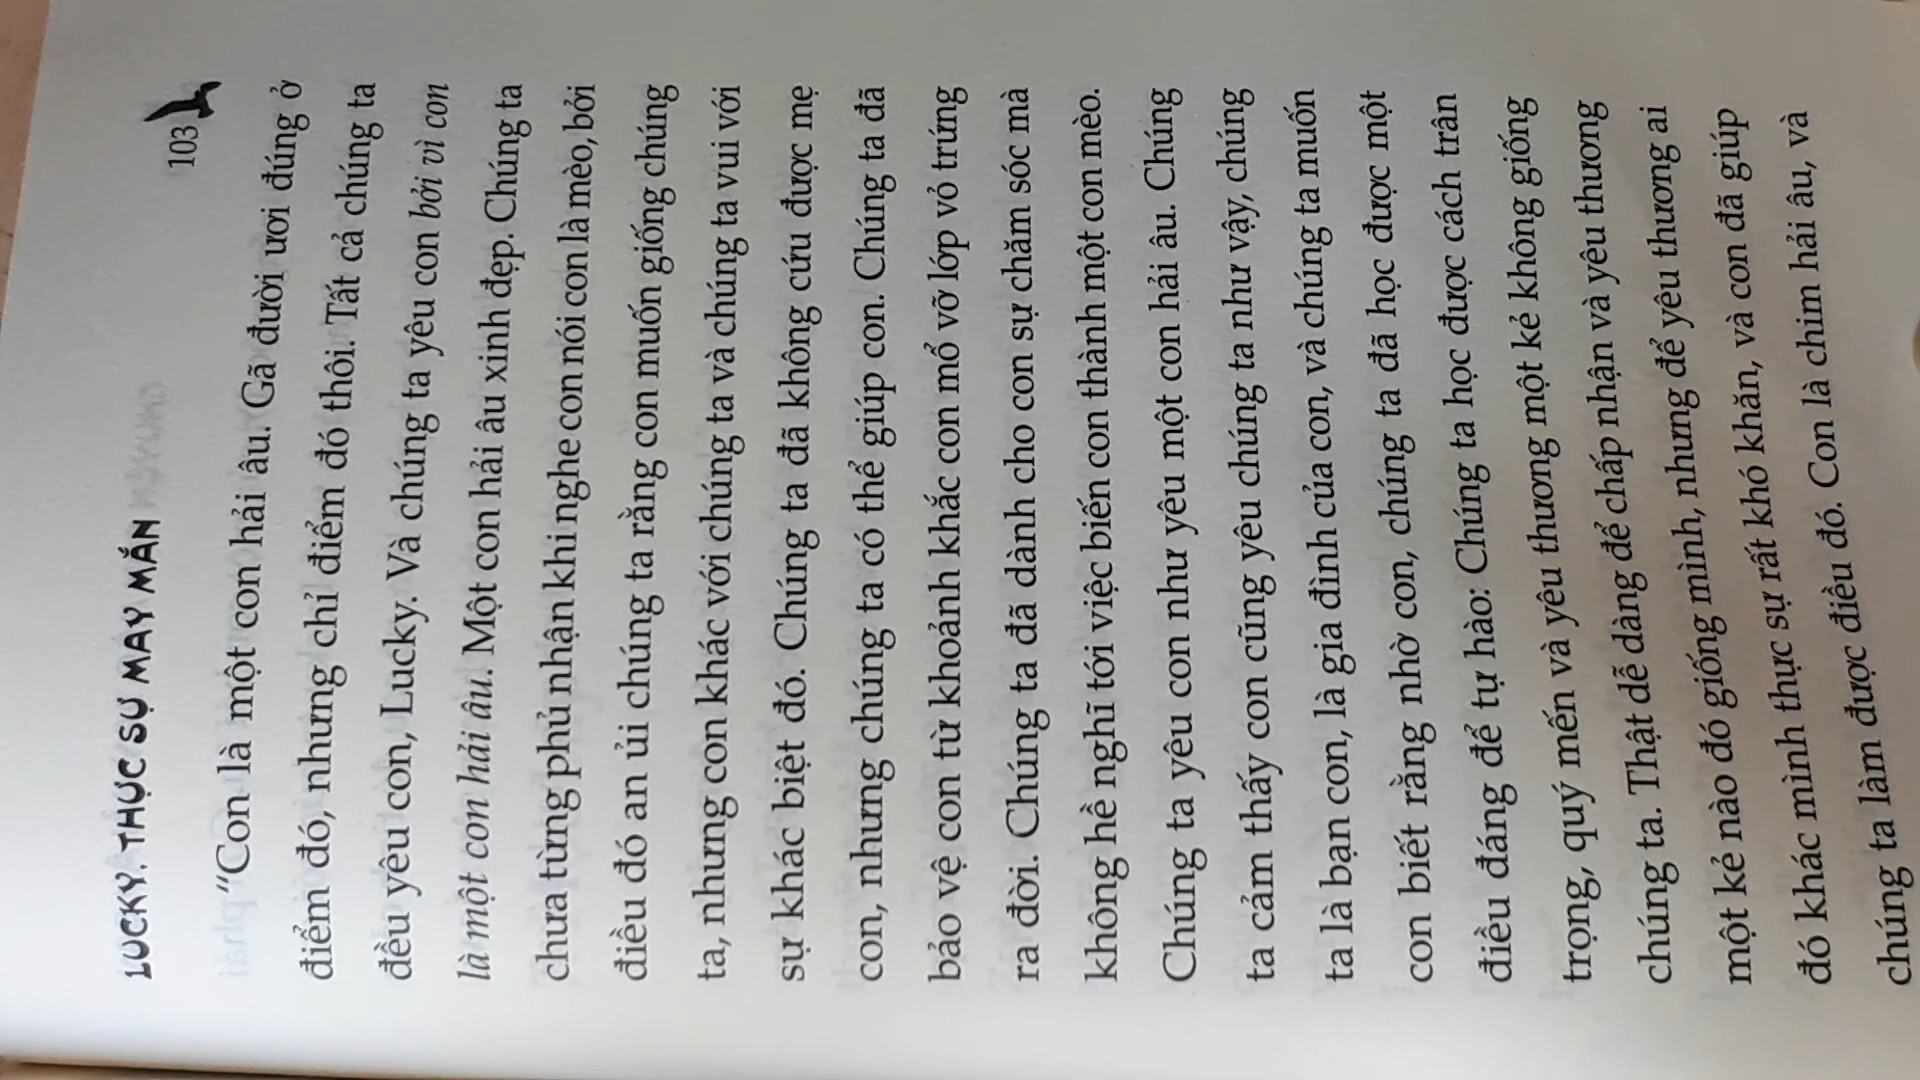 LUCKY. THỰC SỰ MAY MẮN
103
“Con là một con hải âu. Gã đười ươi đúng ở
điểm đó, nhưng chỉ điểm đó thôi. Tất cả chúng ta
đều yêu con, Lucky. Và chúng ta yêu con bởi vì con
là một con hải âu. Một con hải âu xinh đẹp. Chúng ta
chưa từng phủ nhận khi nghe con nói con là mèo, bởi
điều đó an ủi chúng ta rằng con muốn giống chúng
ta, nhưng con khác với chúng ta và chúng ta vui với
sự khác biệt đó. Chúng ta đã không cứu được mẹ
con, nhưng chúng ta có thể giúp con. Chúng ta đã
bảo vệ con từ khoảnh khắc con mổ vỡ lớp vỏ trứng
ra đời. Chúng ta đã dành cho con sự chăm sóc mà
không hề nghĩ tới việc biến con thành một con mèo.
Chúng ta yêu con như yêu một con hải âu. Chúng
ta cảm thấy con cũng yêu chúng ta như vậy, chúng
ta là bạn con, là gia đình của con, và chúng ta muốn
con biết rằng nhờ con, chúng ta đã học được một
điều đáng để tự hào: Chúng ta học được cách trân
trọng, quý mến và yêu thương một kẻ không giống
chúng ta. Thật dễ dàng để chấp nhận và yêu thương
một kẻ nào đó giống mình, nhưng để yêu thương ai
đó khác mình thực sự rất khó khăn, và con đã giúp
chúng ta làm được điều đó. Con là chim hải âu, và